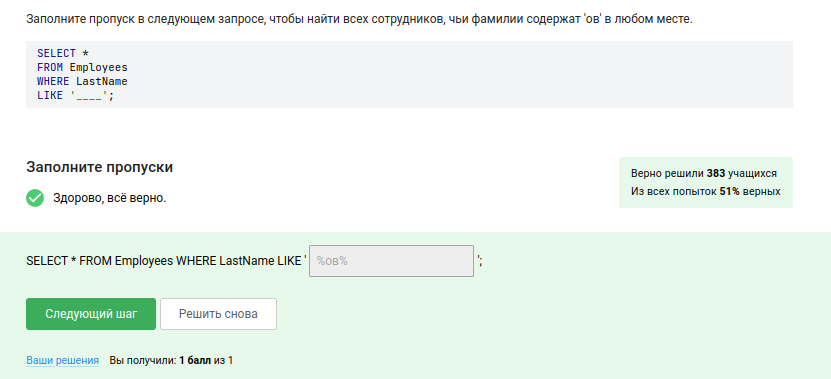 Заполните пропуск в следующем запросе, чтобы найти всех сотрудников, чьи фамилии содержат 'ов' в любом месте.
SELECT *
FROM Employees
WHERE LastName
LIKE '____';
Заполните пропуски
Здорово, всё верно.
Верно решили 383 учащихся
Из всех попыток 51% верных
SELECT * FROM Employees WHERE LastName LIKE ' %ов% ';
Следующий шаг
Решить снова
Ваши решения Вы получили: 1 балл из 1